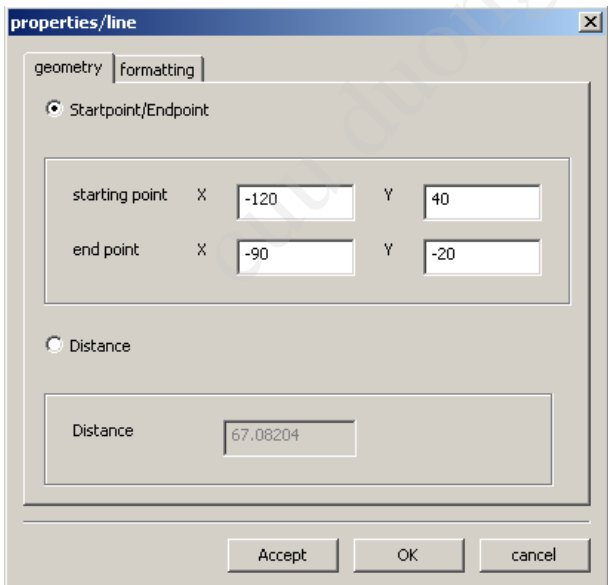 properties/line
geometry formatting
Startpoint/Endpoint
starting point X -120 Y 40
end point X -90 Y -20
Distance
Distance 67.08204
Accept OK cancel